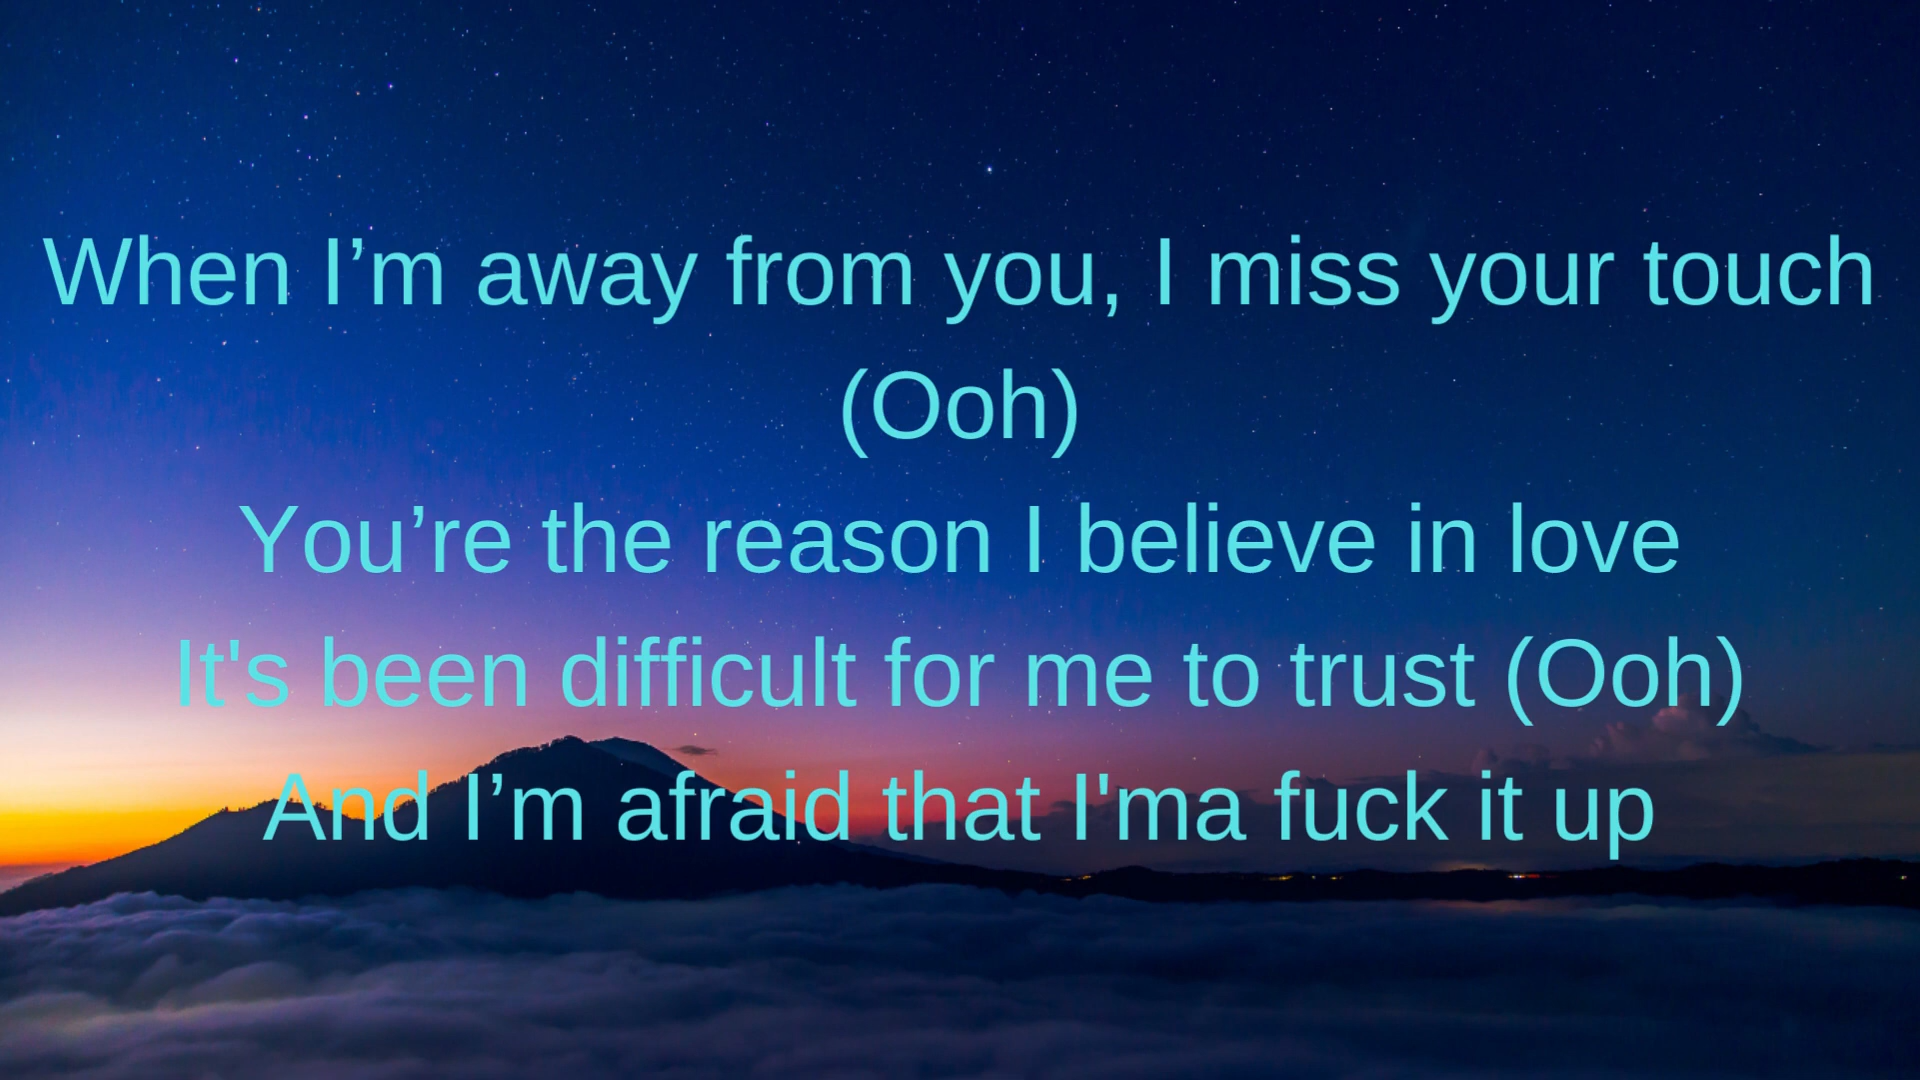 When I’m away from you, I miss your touch
(Ooh)
You’re the reason I believe in love
It's been difficult for me to trust (Ooh)
And I’m afraid that I'ma fuck it up